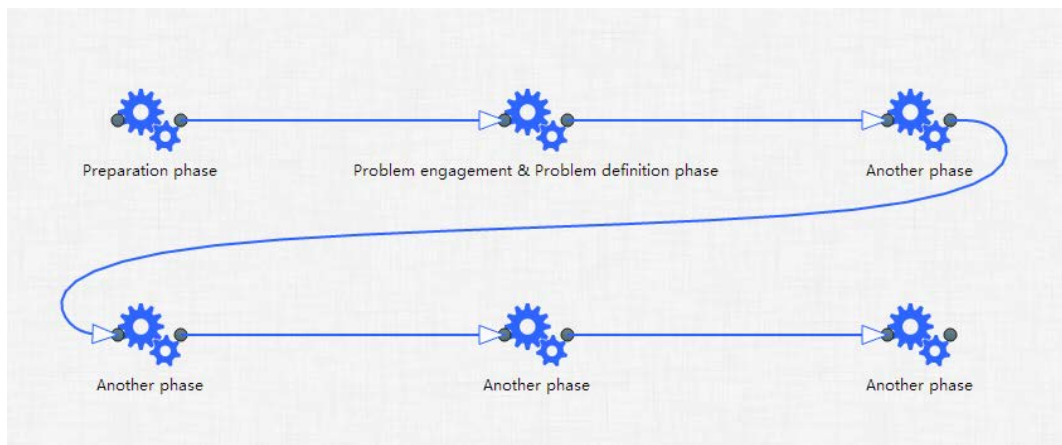 Preparation phase
Problem engagement & Problem definition phase
Another phase
Another phase
Another phase
Another phase